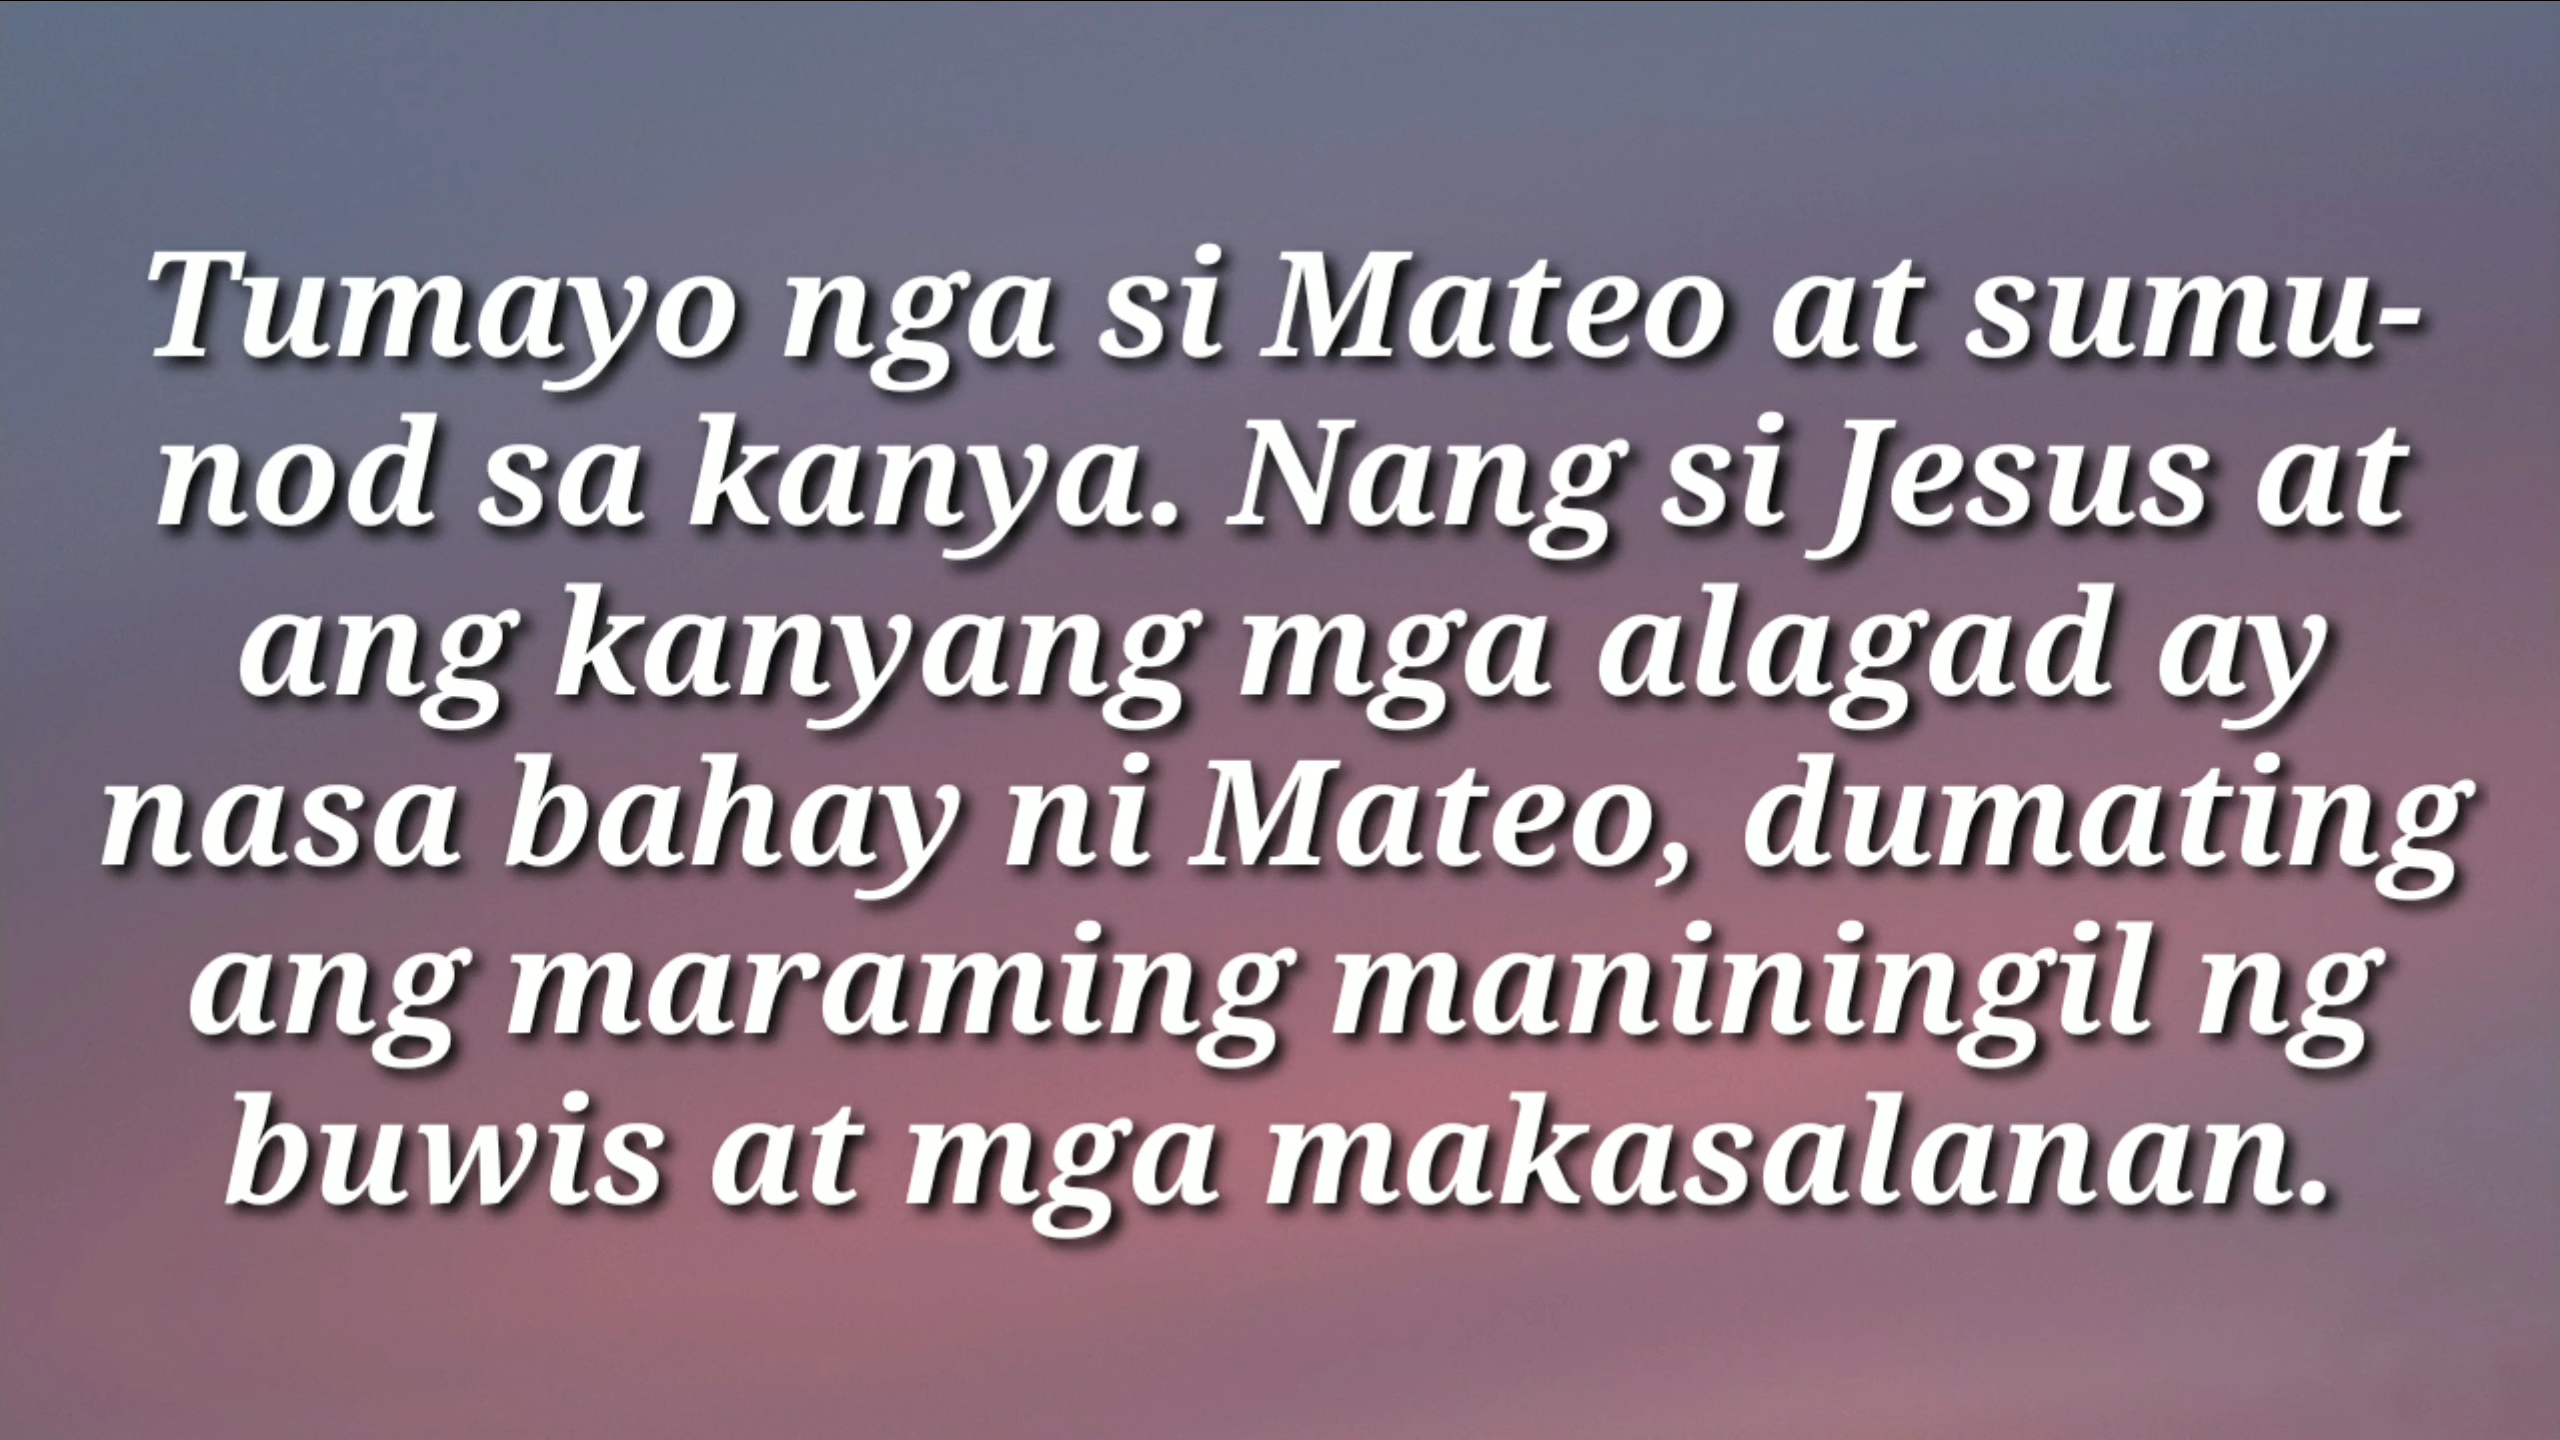 Tumayo nga si Mateo at sumu-
nod sa kanya. Nang si Jesus at
ang kanyang mga alagad ay
nasa bahay ni Mateo, dumating
ang maraming maniningil ng
buwis at mga makasalanan.